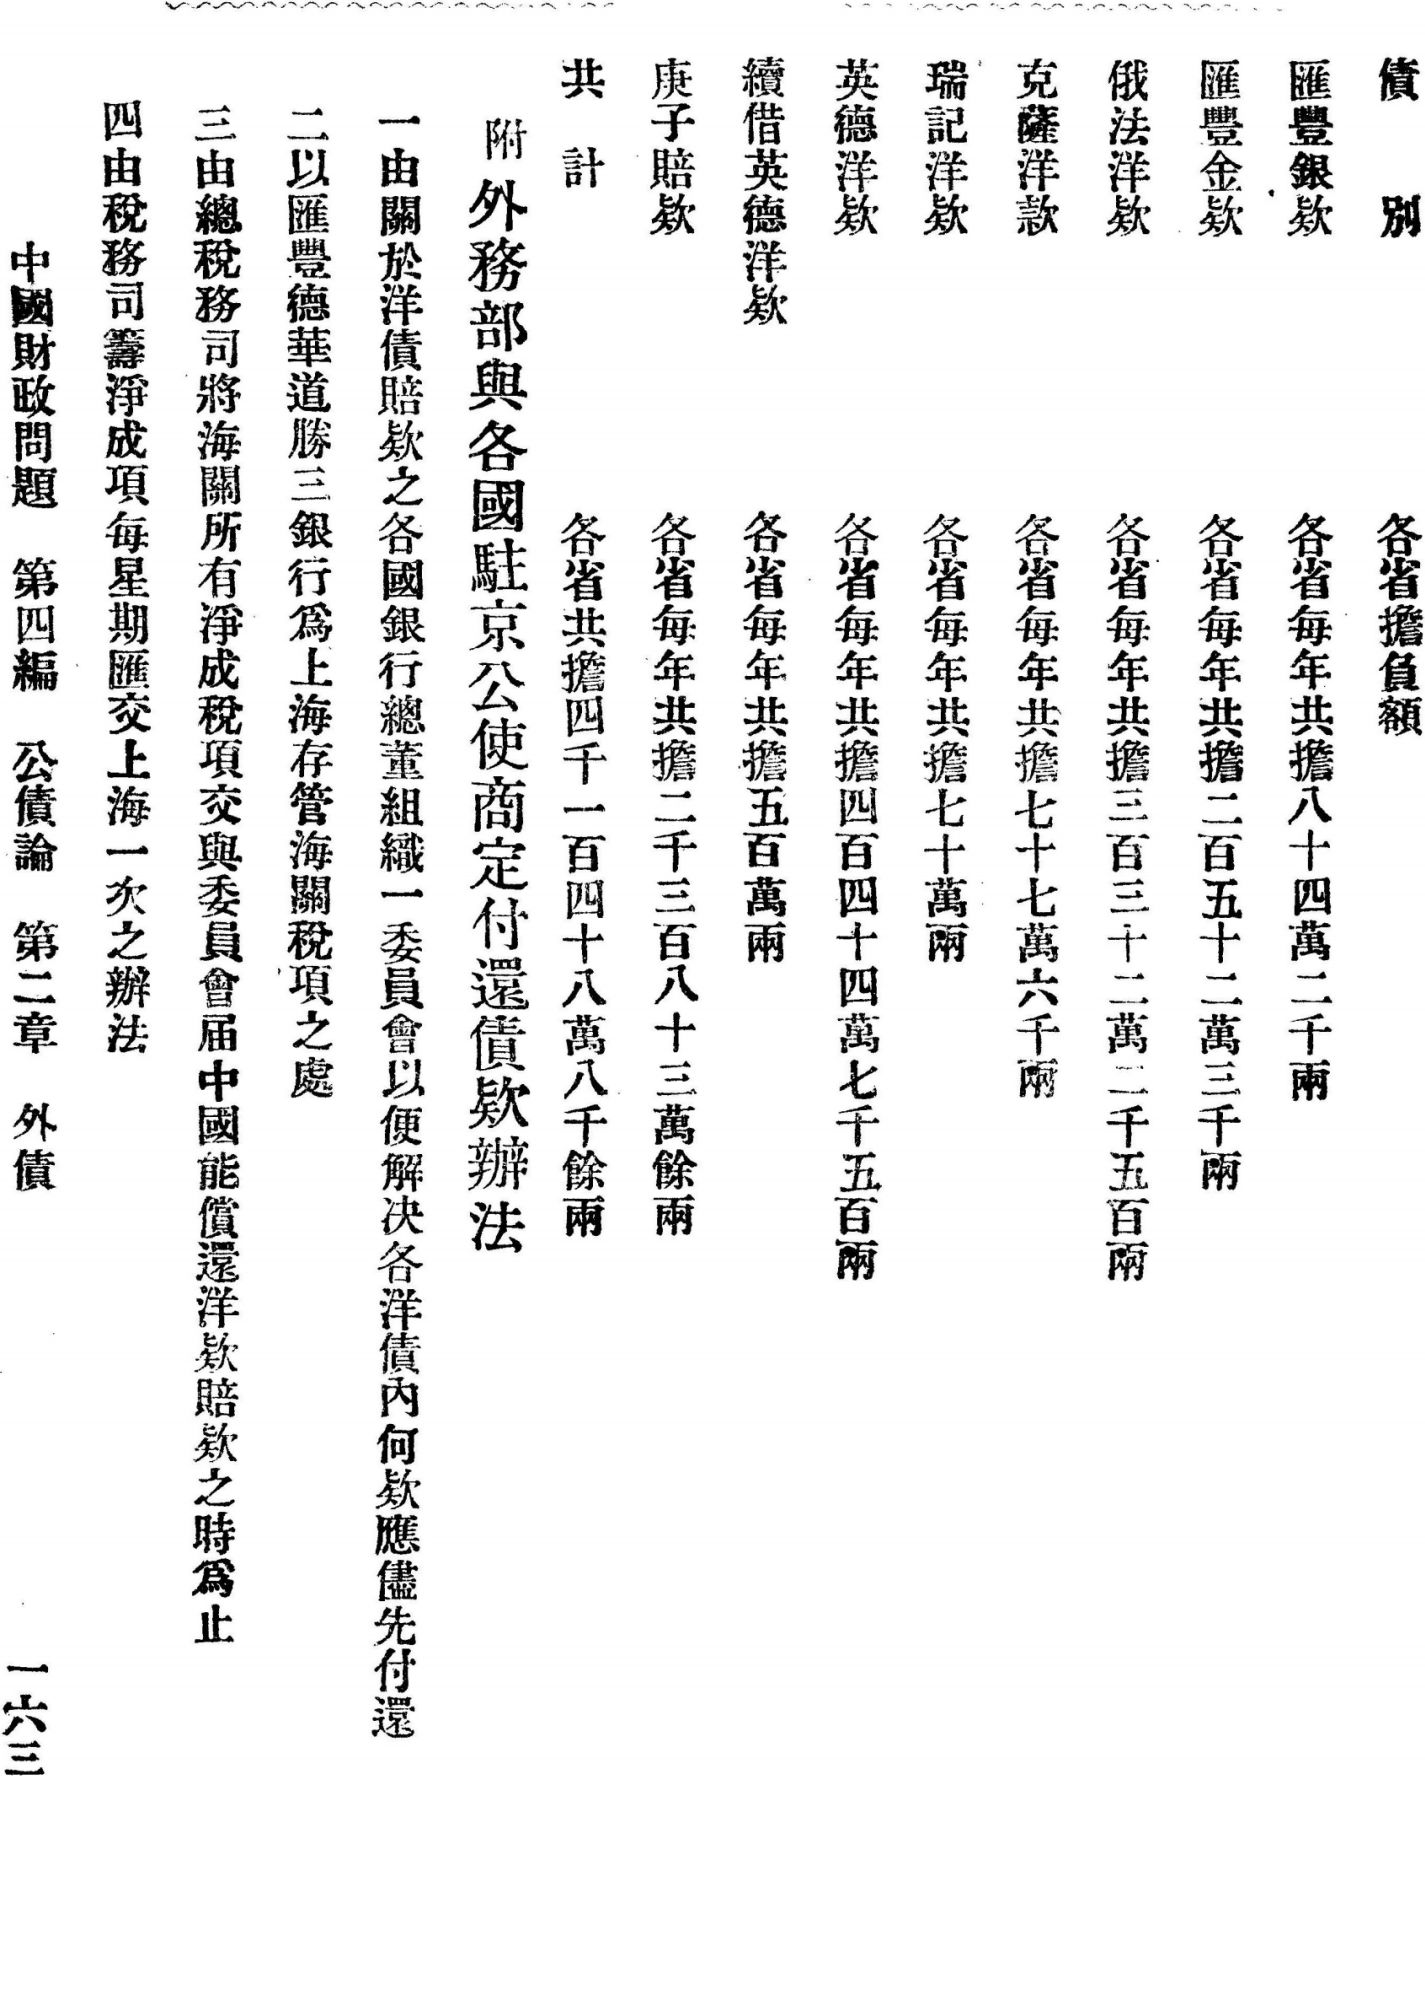 債　別　各省擔負額
匯豐銀欵　各省每年共擔八十四萬二千兩
匯豐金欵　各省每年共擔二百五十二萬三千兩
俄法洋欵　各省每年共擔三百三十二萬二千五百兩
克薩洋款　各省每年共擔七十七萬六千兩
瑞記洋欵　各省每年共擔七十萬兩
英德洋欵　各省每年共擔四百四十四萬七千五百兩
續借英德洋欵　各省每年共擔五百萬兩
庚子賠欵　各省每年共擔二千三百八十三萬餘兩
共　計　各省共擔四千一百四十八萬八千餘兩
附外務部與各國駐京公使商定付還債欵辦法
一由關於洋債賠欵之各國銀行總董組織一委員會以便解决各洋債內何欵應儘先付還
二以匯豐德華道勝三銀行爲上海存管海關稅項之處
三由總稅務司將海關所有淨成稅項交與委員會届中國能償還洋欵賠欵之時爲止
四由稅務司籌淨成項每星期匯交上海一次之辦法
中國財政問題　第四編　公債論　第二章　外債　一六三